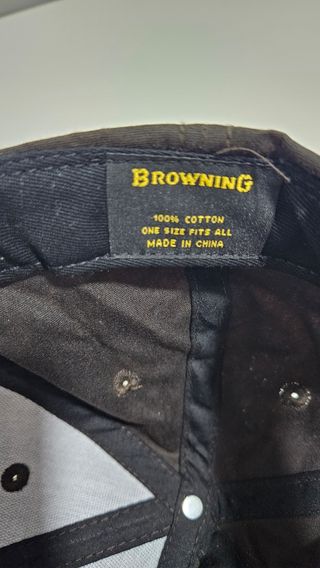 BROWNING
100% COTTON
ONE SIZE FITS ALL
MADE IN CHINA